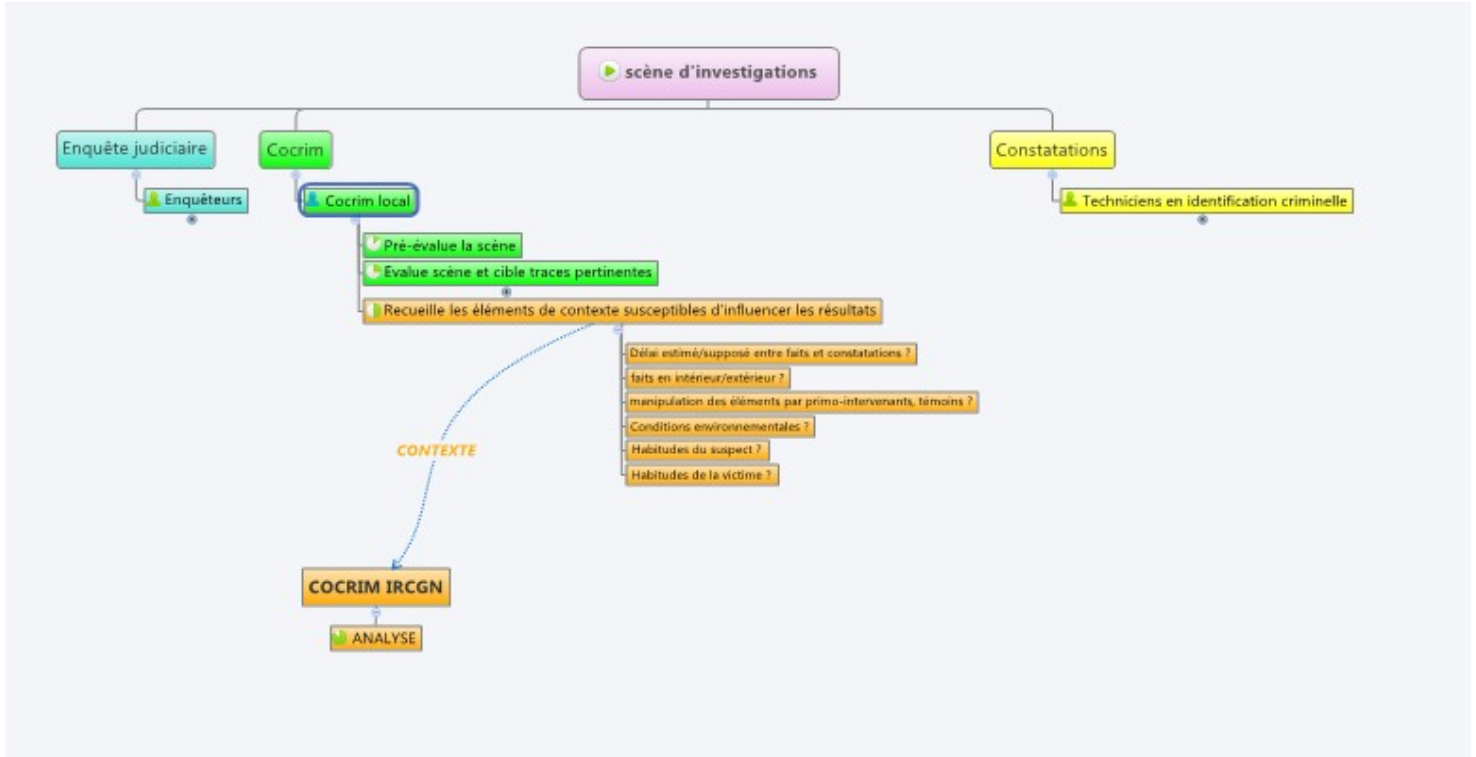 scène d'investigations
Enquête judiciaire
Cocrim
Constatations
Enquêteurs
Cocrim local
Techniciens en identification criminelle
Pré-évalue la scène
Evalue scène et cible traces pertinentes
Recueille les éléments de contexte susceptibles d'influencer les résultats
Délai estimé/supposé entre faits et constatations ?
faits en intérieur/extérieur ?
manipulation des éléments par primo-intervenants, témoins ?
Conditions environnementales ?
Habitudes du suspect ?
Habitudes de la victime ?
CONTEXTE
COCRIM IRCGN
ANALYSE